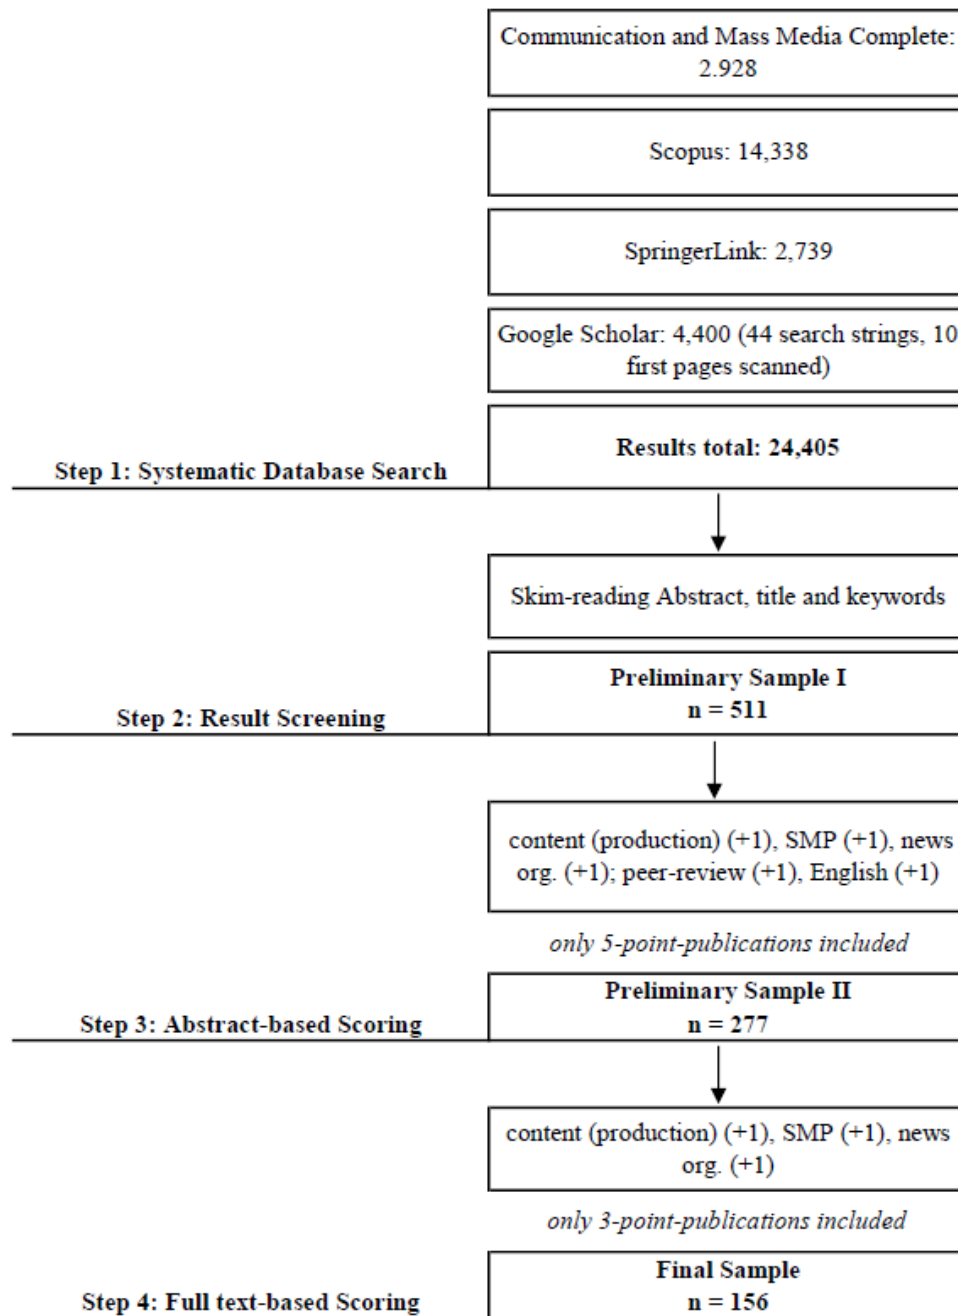 Communication and Mass Media Complete:
2.928
Scopus: 14,338
SpringerLink: 2,739
Google Scholar: 4,400 (44 search strings, 10
first pages scanned)
Results total: 24,405
Step 1: Systematic Database Search
Skim-reading Abstract, title and keywords
Preliminary Sample I
n = 511
Step 2: Result Screening
content (production) (+1), SMP (+1), news
org. (+1); peer-review (+1), English (+1)
only 5-point-publications included
Preliminary Sample II
n = 277
Step 3: Abstract-based Scoring
content (production) (+1), SMP (+1), news
org. (+1)
only 3-point-publications included
Final Sample
n = 156
Step 4: Full text-based Scoring